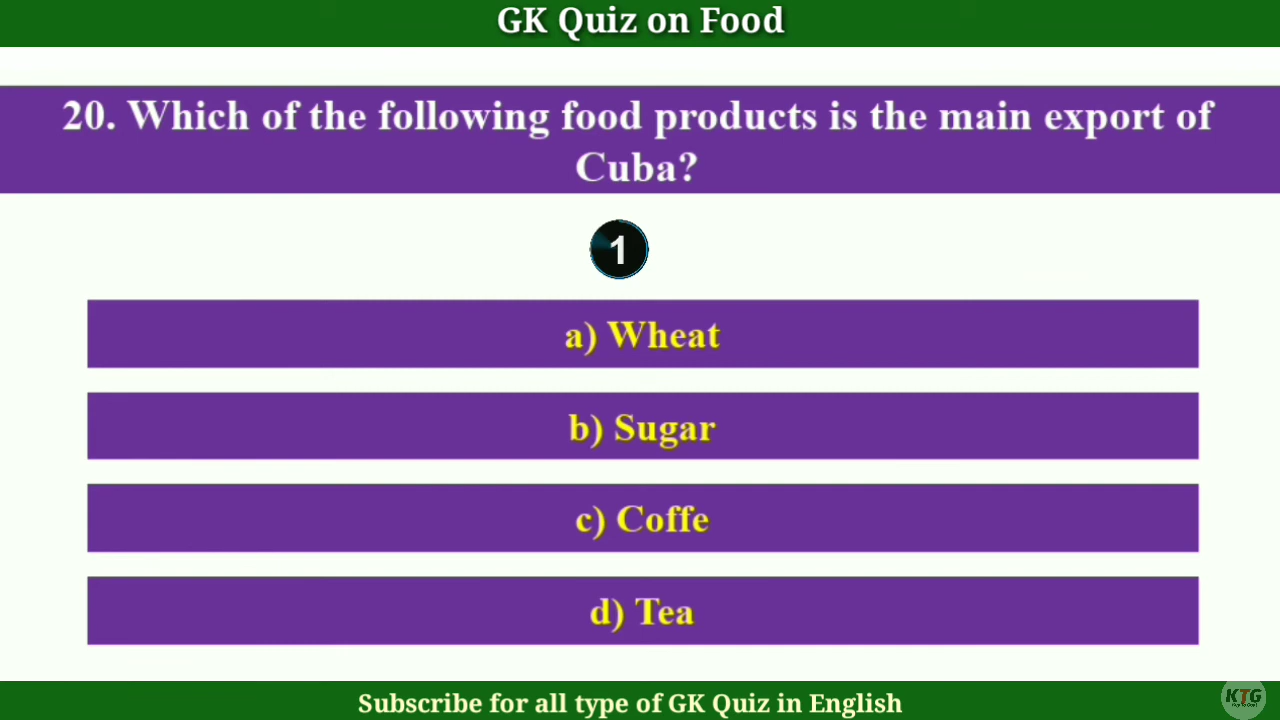 GK Quiz on Food
20. Which of the following food products is the main export of
Cuba?
1
a) Wheat
b) Sugar
c) Coffe
d) Tea
Subscribe for all type of GK Quiz in English
KTG